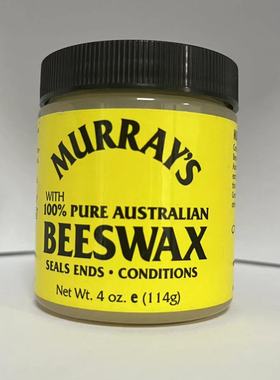 MURRAY'S
WITH
100% PURE AUSTRALIAN
BEESWAX
SEALS ENDS • CONDITIONS
Net Wt. 4 oz. e (114g)